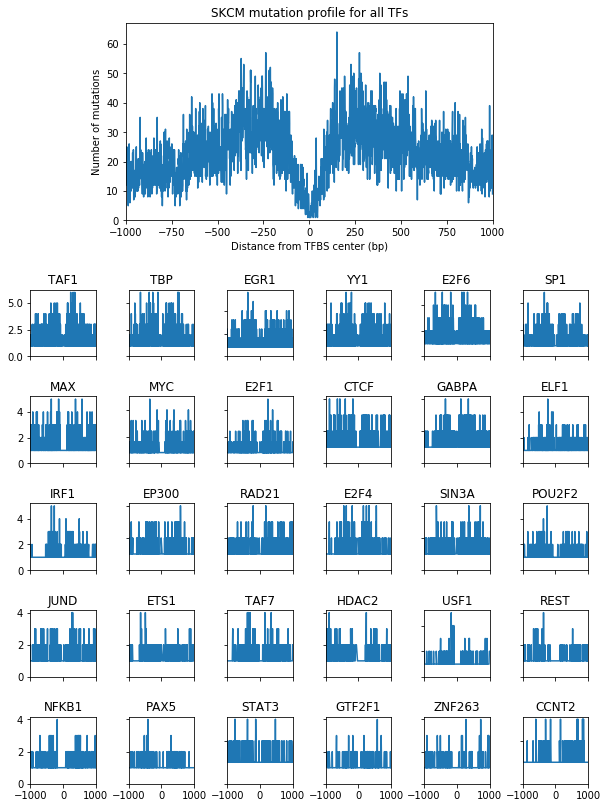 SKCM mutation profile for all TFs
Number of mutations
60
50
40
30
20
10
0
−1000 −750 −500 −250 0 250 500 750 1000
Distance from TFBS center (bp)
TAF1 TBP EGR1 YY1 E2F6 SP1
5.0
2.5
0.0
MAX MYC E2F1 CTCF GABPA ELF1
4
2
0
IRF1 EP300 RAD21 E2F4 SIN3A POU2F2
4
2
0
JUND ETS1 TAF7 HDAC2 USF1 REST
4
2
0
NFKB1 PAX5 STAT3 GTF2F1 ZNF263 CCNT2
4
2
0
−1000 0 1000 −1000 0 1000 −1000 0 1000 −1000 0 1000 −1000 0 1000 −1000 0 1000